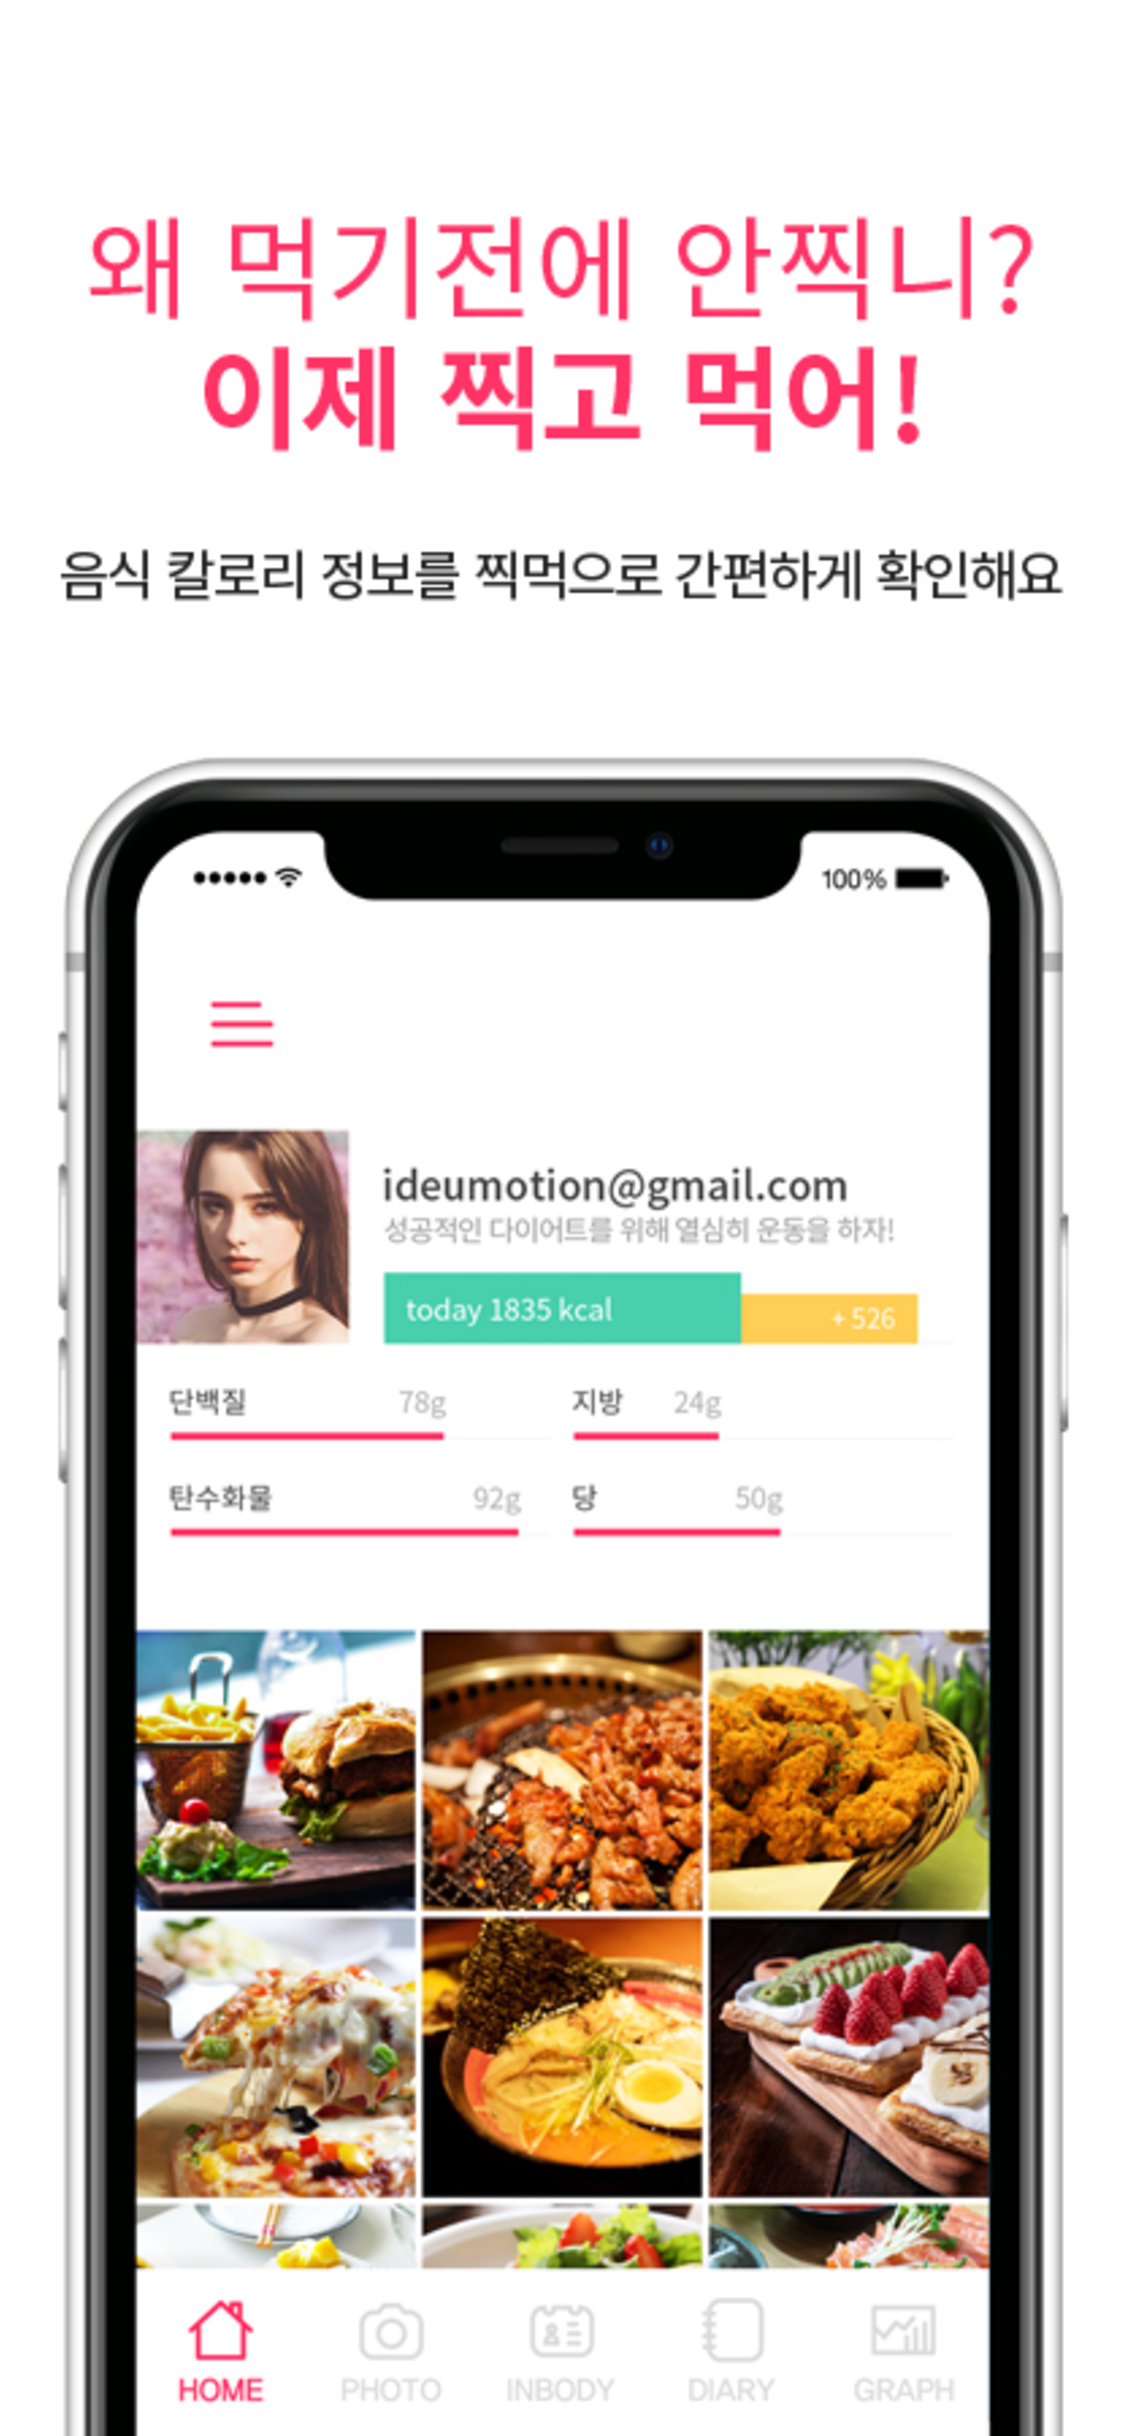 왜 먹기전에 안찍니?
이제 찍고 먹어!
음식 칼로리 정보를 찍먹으로 간편하게 확인해요
100%
ideumotion@gmail.com
성공적인 다이어트를 위해 열심히 운동을 하자!
today 1835 kcal
+ 526
단백질 78g 지방 24g
탄수화물 92g 당 50g
HOME PHOTO INBODY DIARY GRAPH